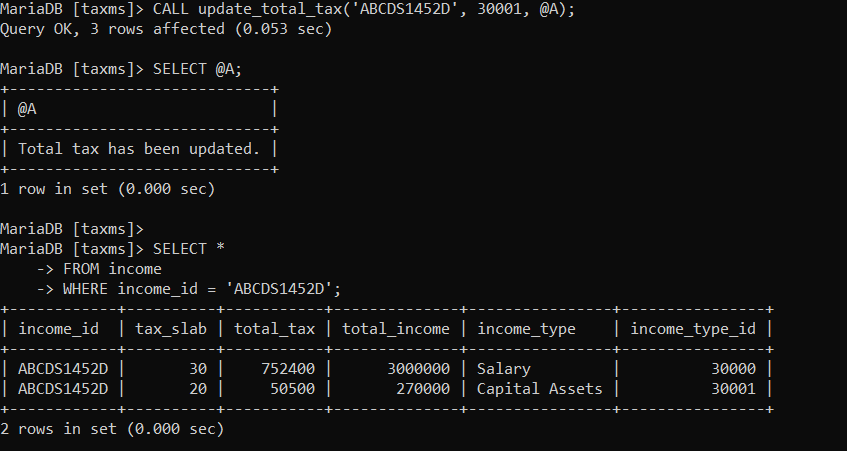 MariaDB [taxms]> CALL update_total_tax('ABCDS1452D', 30001, @A);
Query OK, 3 rows affected (0.053 sec)

MariaDB [taxms]> SELECT @A;
+-----------------------------+
| @A                          |
+-----------------------------+
| Total tax has been updated. |
+-----------------------------+
1 row in set (0.000 sec)

MariaDB [taxms]>
MariaDB [taxms]> SELECT *
    -> FROM income
    -> WHERE income_id = 'ABCDS1452D';
+------------+----------+-----------+--------------+----------------+----------------+
| income_id  | tax_slab | total_tax | total_income | income_type    | income_type_id |
+------------+----------+-----------+--------------+----------------+----------------+
| ABCDS1452D |       30 |    752400 |      3000000 | Salary         |          30000 |
| ABCDS1452D |       20 |     50500 |       270000 | Capital Assets |          30001 |
+------------+----------+-----------+--------------+----------------+----------------+
2 rows in set (0.000 sec)